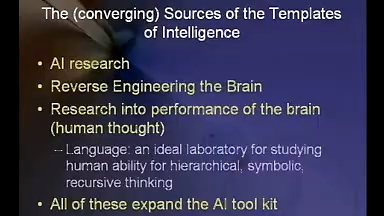 The (converging) Sources of the Templates
of Intelligence
• AI research
• Reverse Engineering the Brain
• Research into performance of the brain
(human thought)
– Language: an ideal laboratory for studying
human ability for hierarchical, symbolic,
recursive thinking
• All of these expand the AI tool kit